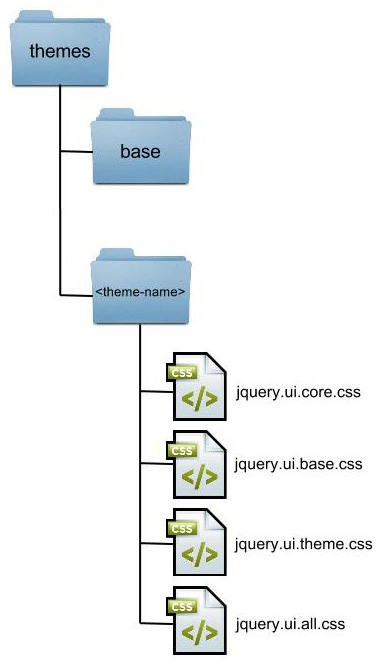 themes
base
<theme-name>
CSS
</>
jquery.ui.core.css
CSS
</>
jquery.ui.base.css
CSS
</>
jquery.ui.theme.css
CSS
</>
jquery.ui.all.css